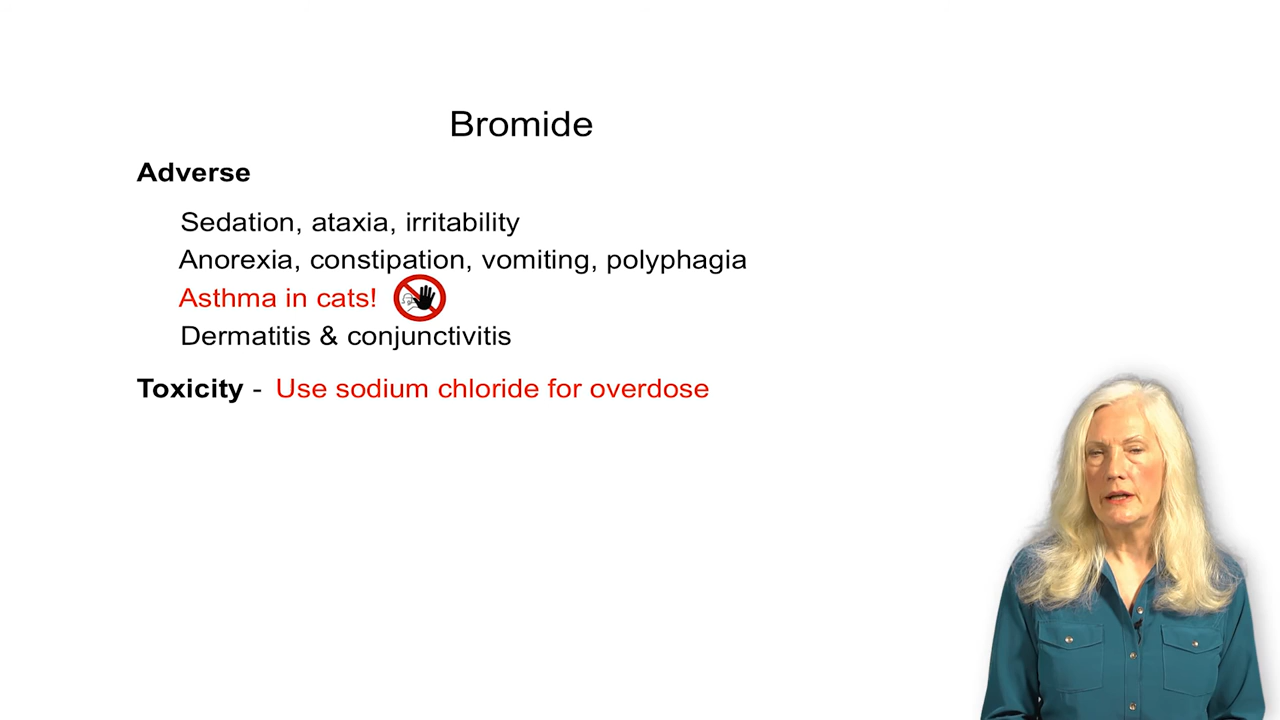 Bromide
Adverse
Sedation, ataxia, irritability
Anorexia, constipation, vomiting, polyphagia
Asthma in cats!
Dermatitis & conjunctivitis
Toxicity - Use sodium chloride for overdose